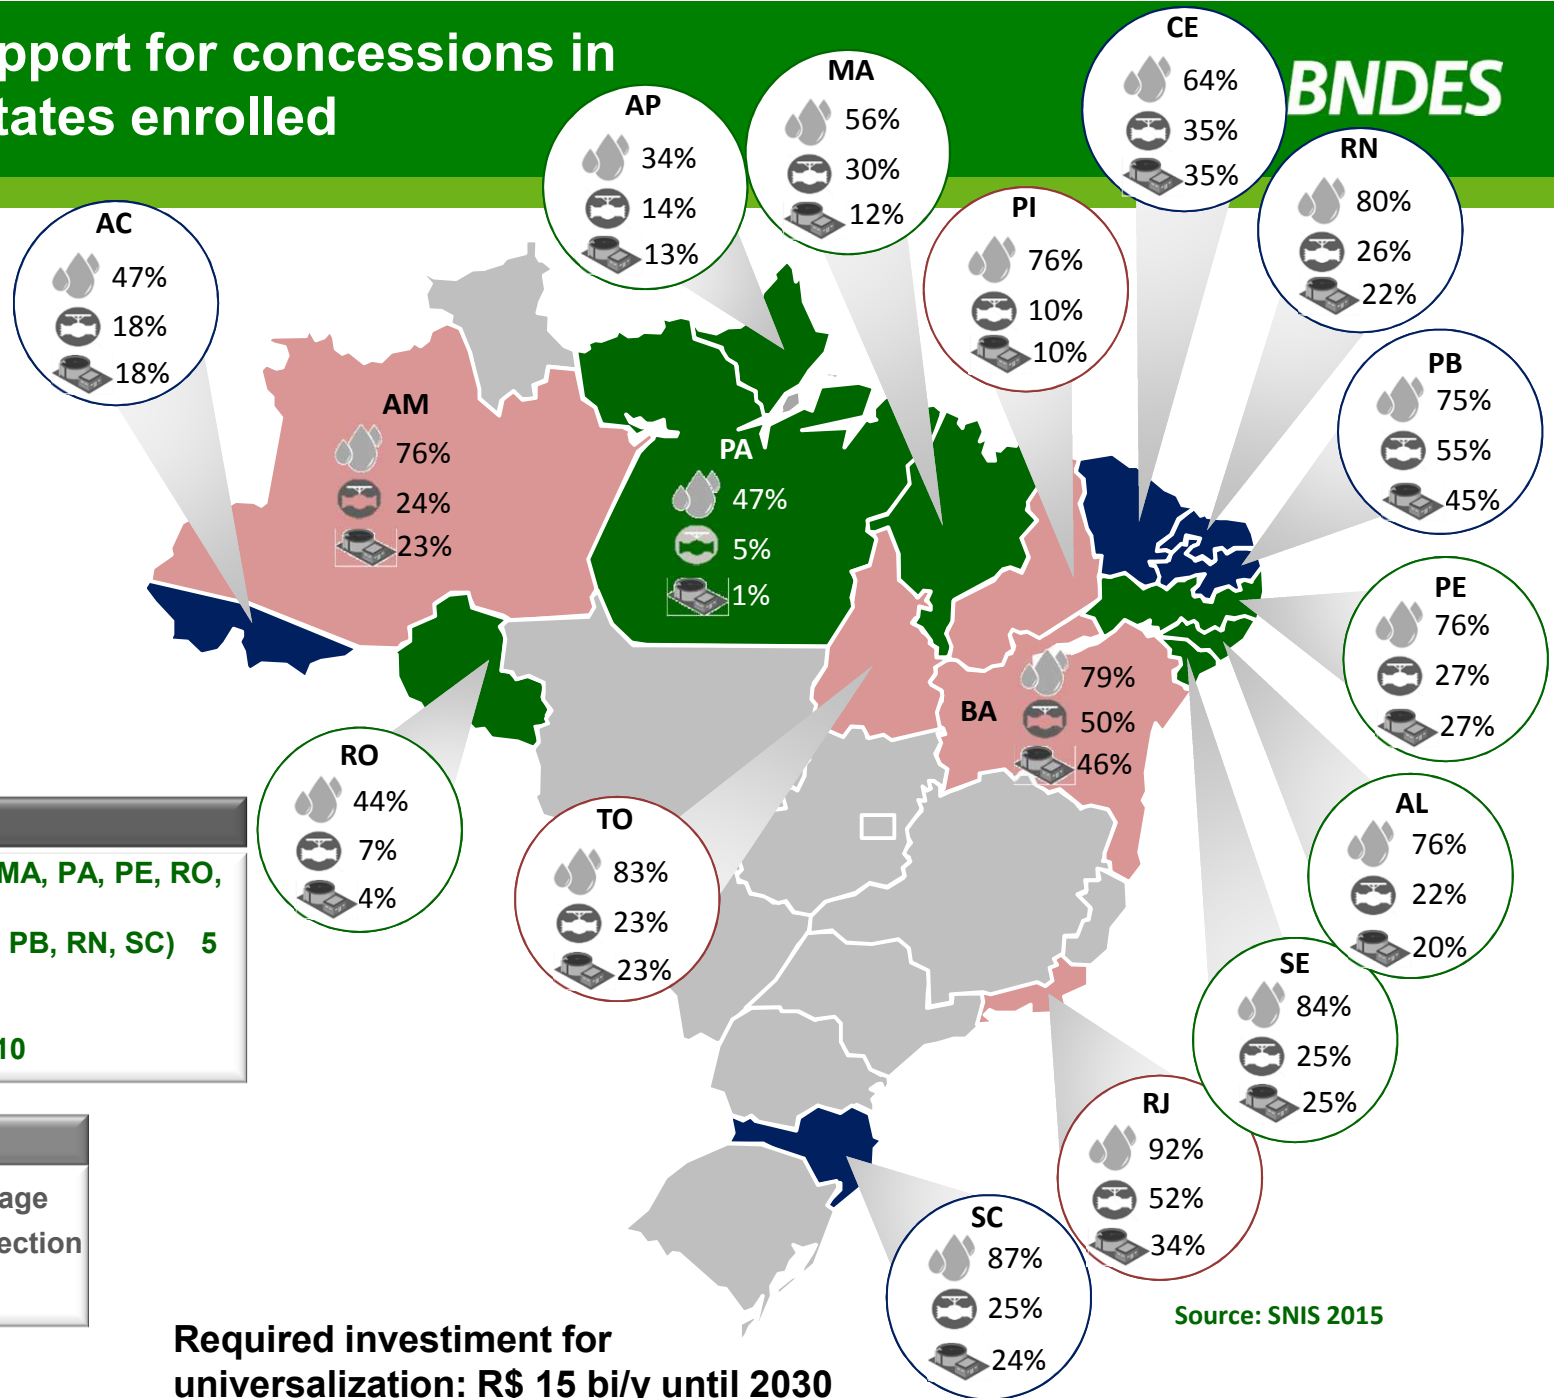 pport for concessions in
tates enrolled
BNDES
CE
64%
35%
35%
MA
56%
30%
12%
AP
34%
14%
13%
RN
80%
26%
22%
PI
76%
10%
10%
AC
47%
18%
18%
PB
75%
55%
45%
AM
76%
24%
23%
PA
47%
5%
1%
PE
76%
27%
27%
BA
79%
50%
46%
RO
44%
7%
4%
TO
83%
23%
23%
AL
76%
22%
20%
SE
84%
25%
25%
RJ
92%
52%
34%
SC
87%
25%
24%
MA, PA, PE, RO,
PB, RN, SC) 5
10
age
ection
Source: SNIS 2015
Required investiment for
universalization: R$ 15 bi/y until 2030